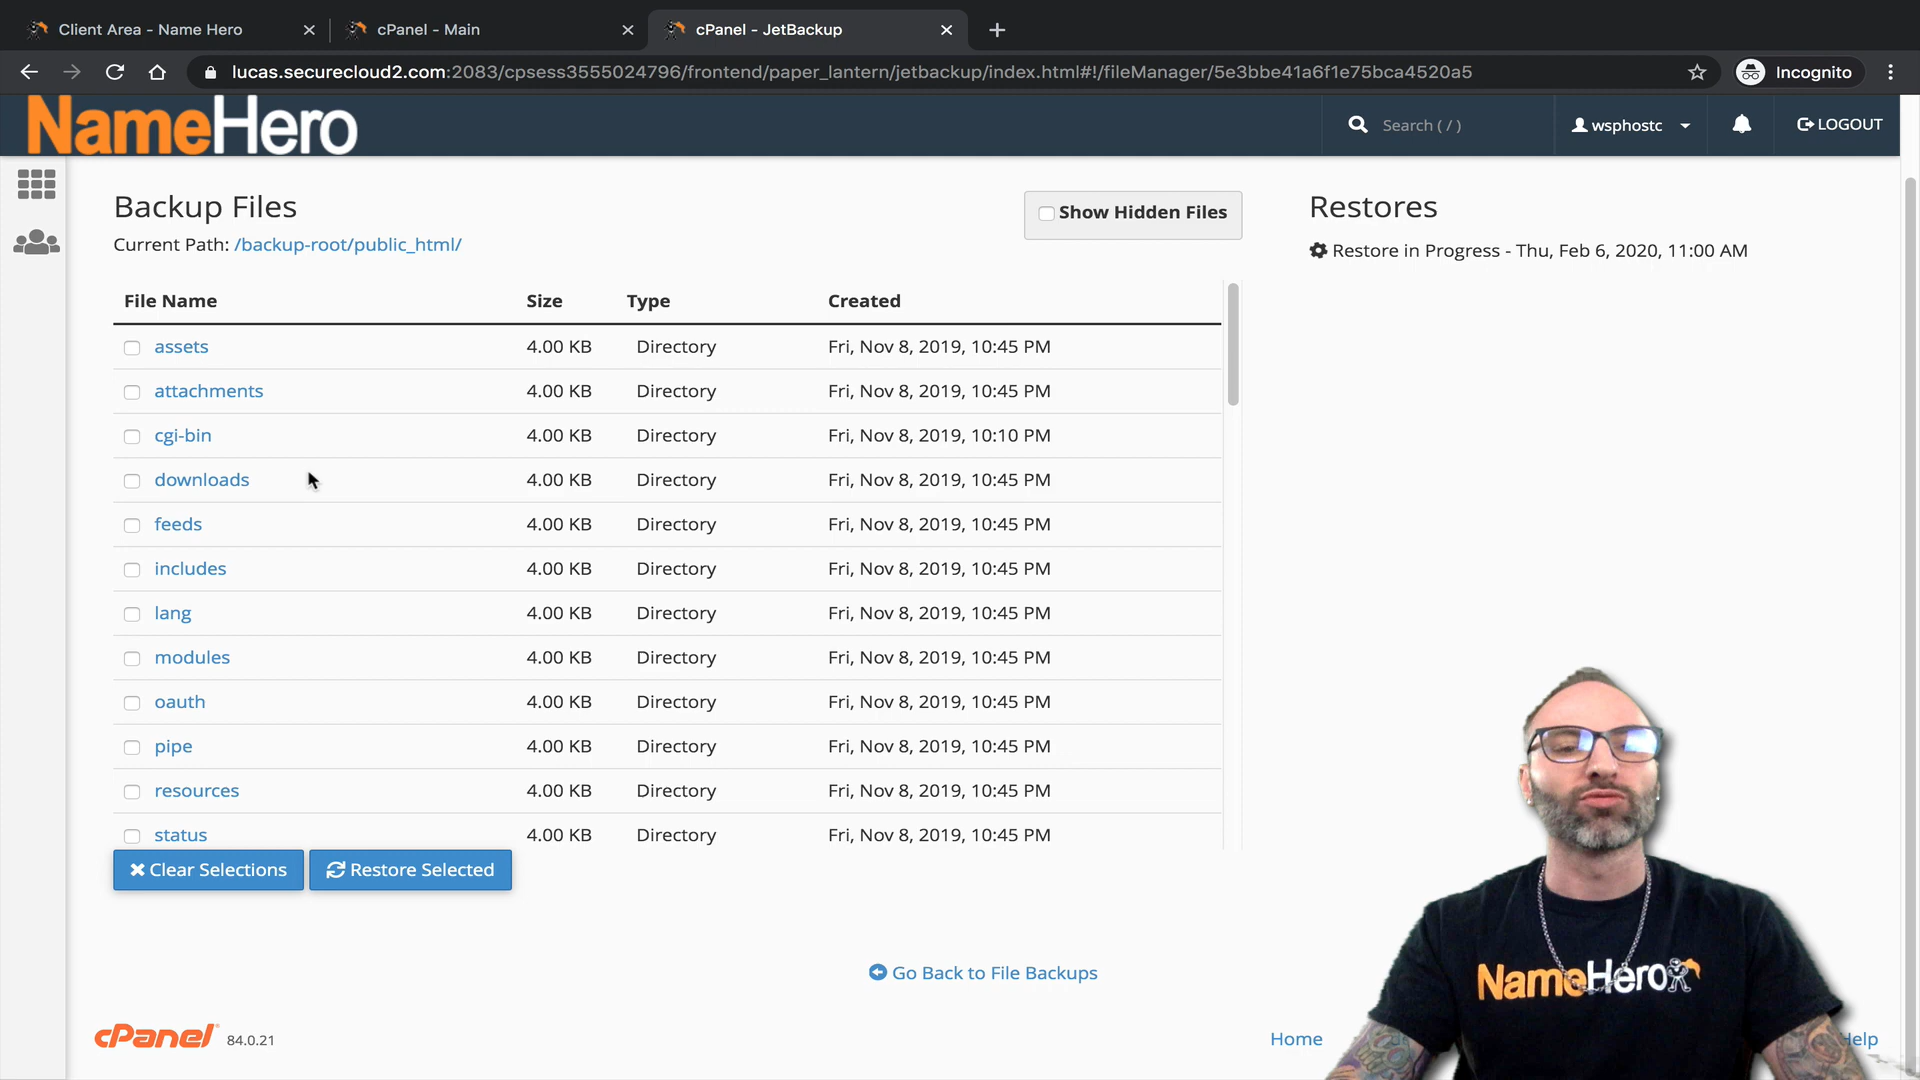 Client Area - Name Hero
cPanel - Main
cPanel - JetBackup
lucas.securecloud2.com:2083/cpsess3555024796/frontend/paper_lantern/jetbackup/index.html#!/fileManager/5e3bbe41a6f1e75bca4520a5
Incognito
NameHero
Search ( / )
wsphostc
LOGOUT
Backup Files
Show Hidden Files
Restores
Current Path: /backup-root/public_html/
Restore in Progress - Thu, Feb 6, 2020, 11:00 AM
File Name Size Type Created
assets 4.00 KB Directory Fri, Nov 8, 2019, 10:45 PM
attachments 4.00 KB Directory Fri, Nov 8, 2019, 10:45 PM
cgi-bin 4.00 KB Directory Fri, Nov 8, 2019, 10:10 PM
downloads 4.00 KB Directory Fri, Nov 8, 2019, 10:45 PM
feeds 4.00 KB Directory Fri, Nov 8, 2019, 10:45 PM
includes 4.00 KB Directory Fri, Nov 8, 2019, 10:45 PM
lang 4.00 KB Directory Fri, Nov 8, 2019, 10:45 PM
modules 4.00 KB Directory Fri, Nov 8, 2019, 10:45 PM
oauth 4.00 KB Directory Fri, Nov 8, 2019, 10:45 PM
pipe 4.00 KB Directory Fri, Nov 8, 2019, 10:45 PM
resources 4.00 KB Directory Fri, Nov 8, 2019, 10:45 PM
status 4.00 KB Directory Fri, Nov 8, 2019, 10:45 PM
Clear Selections
Restore Selected
Go Back to File Backups
NameHero
cPanel 84.0.21
Home